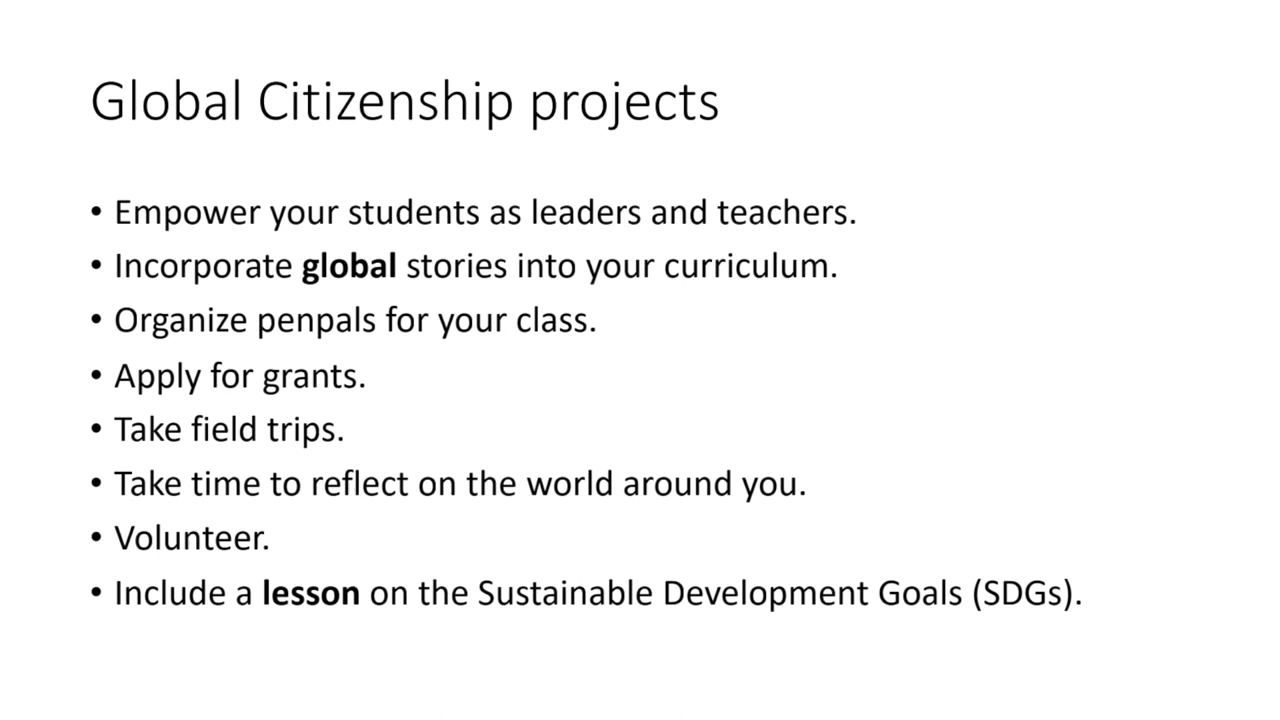 Global Citizenship projects
• Empower your students as leaders and teachers.
• Incorporate global stories into your curriculum.
• Organize penpals for your class.
• Apply for grants.
• Take field trips.
• Take time to reflect on the world around you.
• Volunteer.
• Include a lesson on the Sustainable Development Goals (SDGs).